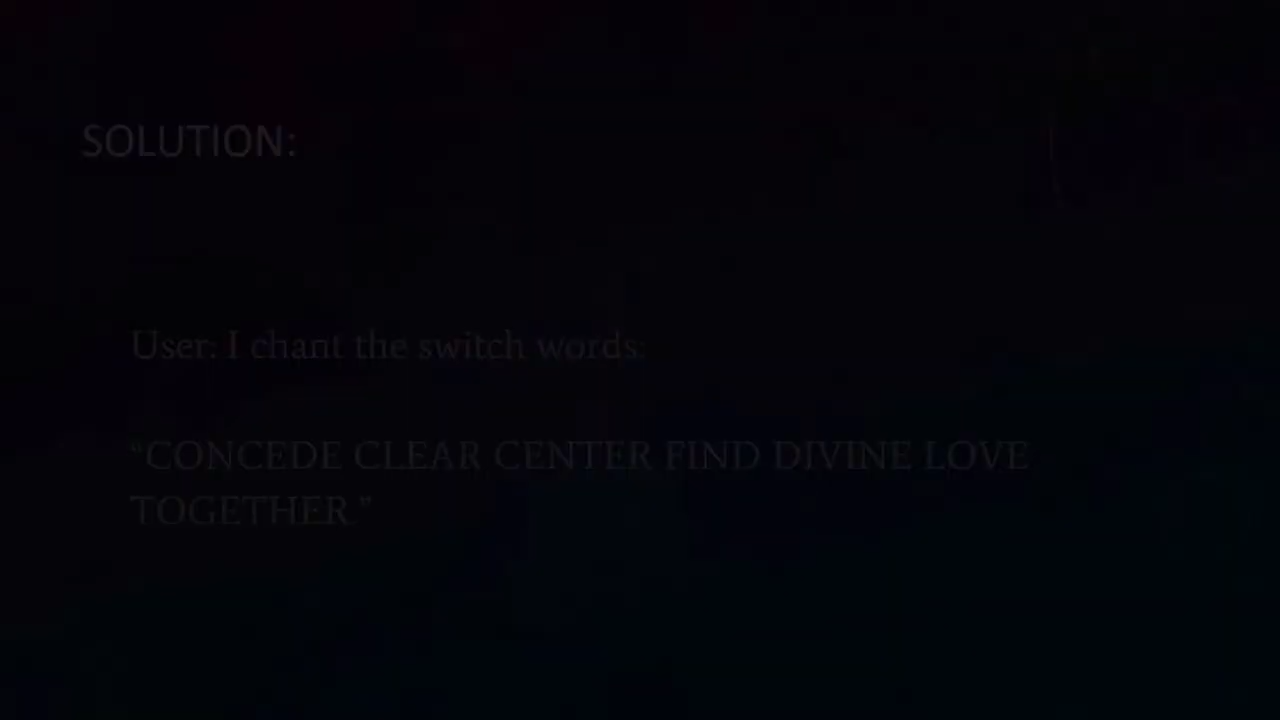 SOLUTION:
User: I chant the switch words:
“CONCEDE CLEAR CENTER FIND DIVINE LOVE
TOGETHER.”